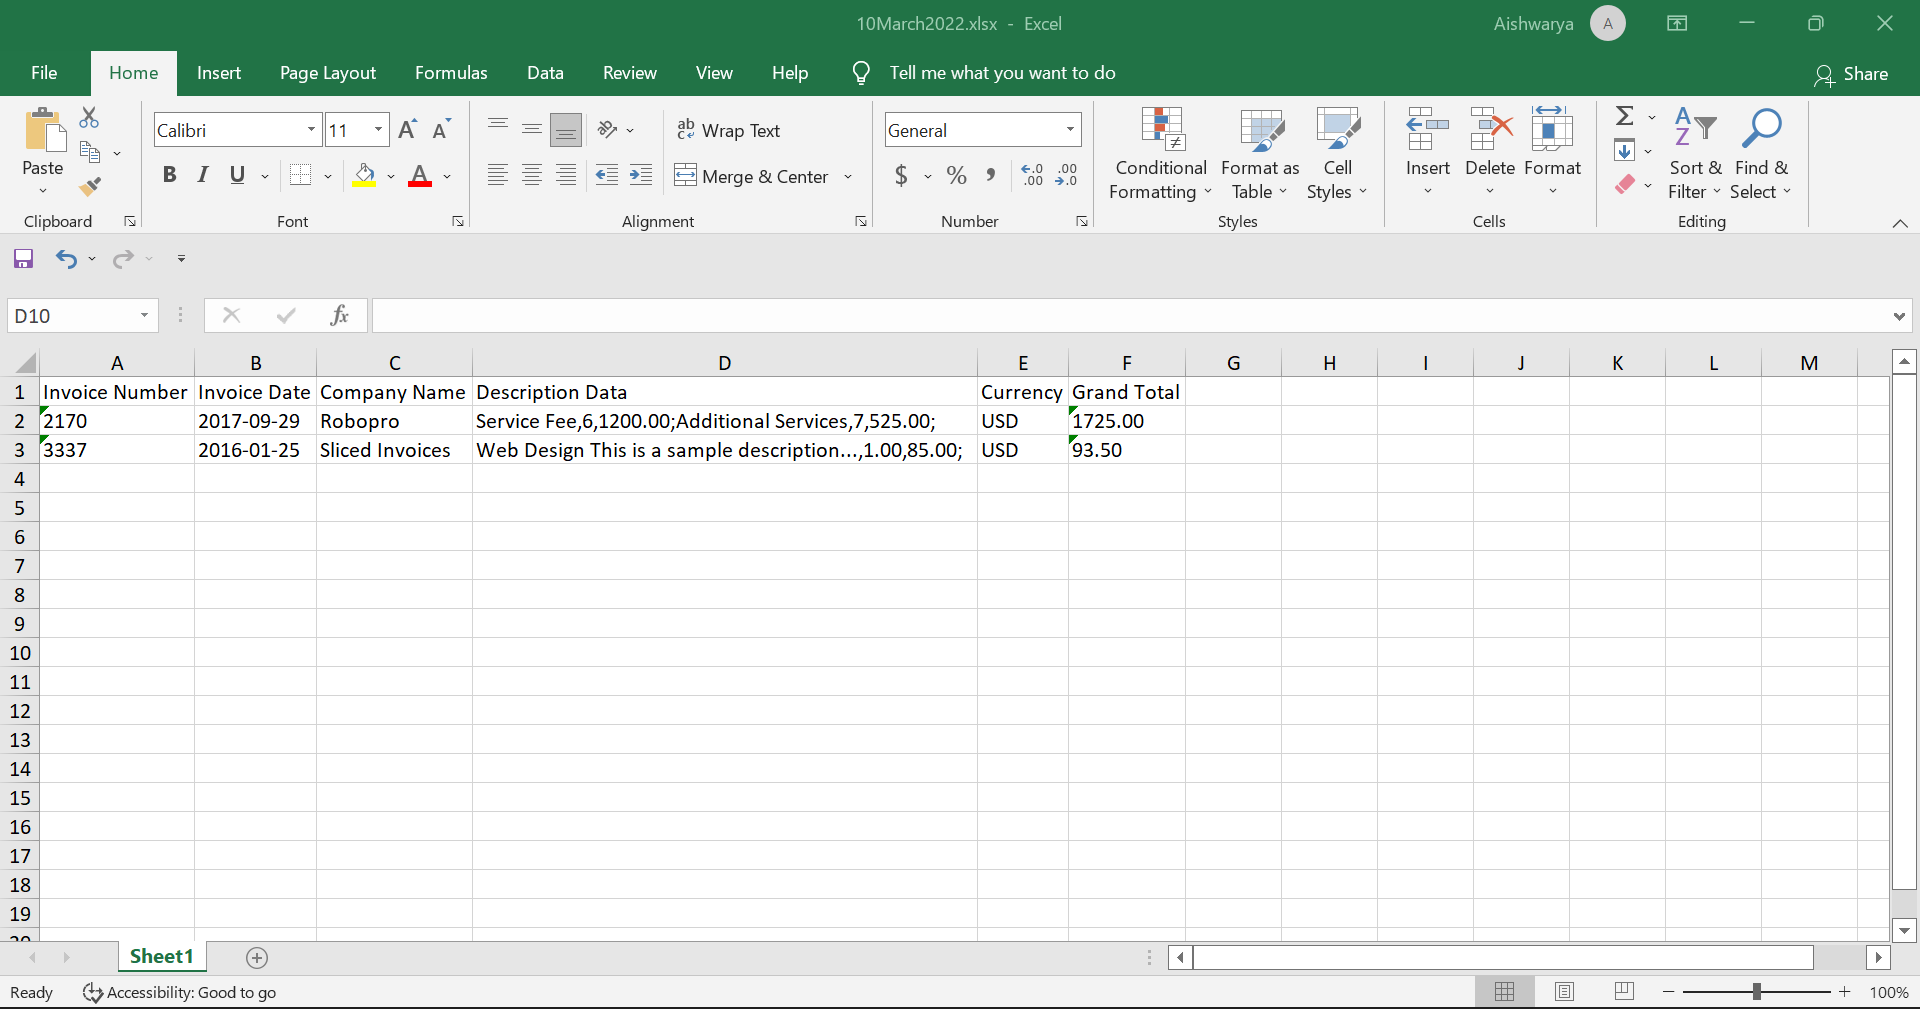 10March2022.xlsx - Excel
Aishwarya A
File Home Insert Page Layout Formulas Data Review View Help Tell me what you want to do Share
Calibri 11 A A ab c Wrap Text General
Paste B I U A Merge & Center $ % , .0 .00 .00 .0
Conditional Formatting Format as Table Cell Styles Insert Delete Format Σ A Z Sort & Filter Find & Select
Clipboard Font Alignment Number Styles Cells Editing
D10 fx
A B C D E F G H I J K L M
1 Invoice Number Invoice Date Company Name Description Data Currency Grand Total
2 2170 2017-09-29 Robopro Service Fee,6,1200.00;Additional Services,7,525.00; USD 1725.00
3 3337 2016-01-25 Sliced Invoices Web Design This is a sample description...,1.00,85.00; USD 93.50
4
5
6
7
8
9
10
11
12
13
14
15
16
17
18
19
20
Sheet1
Ready Accessibility: Good to go 100%